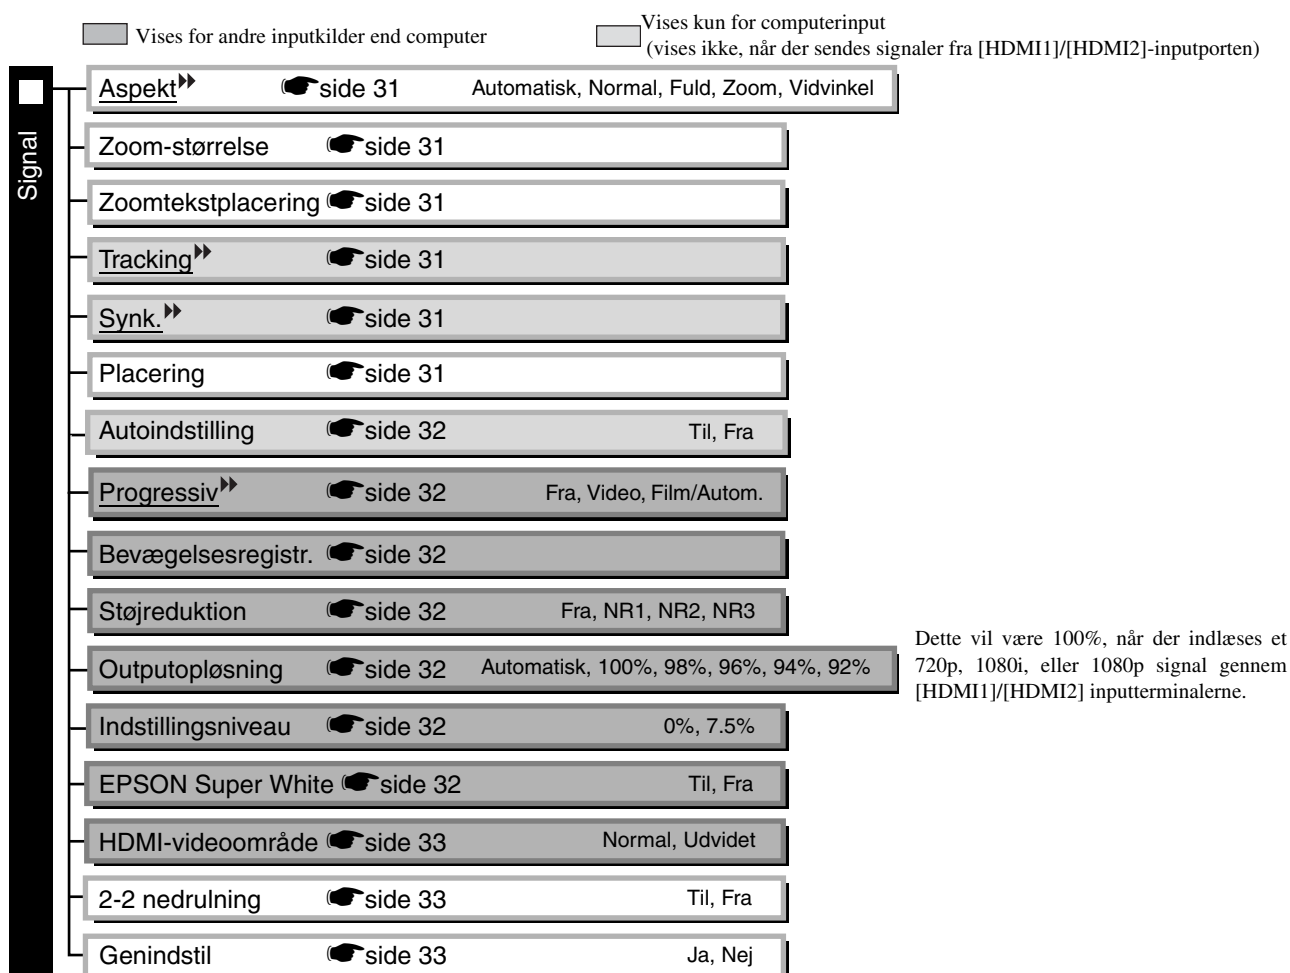 Vises for andre inputkilder end computer
Vises kun for computerinput
(vises ikke, når der sendes signaler fra [HDMI1]/[HDMI2]-inputporten)
Signal
Aspekt side 31 Automatisk, Normal, Fuld, Zoom, Vidvinkel
Zoom-størrelse side 31
Zoomtekstplacering side 31
Tracking side 31
Synk. side 31
Placering side 31
Autoindstilling side 32 Til, Fra
Progressiv side 32 Fra, Video, Film/Autom.
Bevægelsesregistr. side 32
Støjreduktion side 32 Fra, NR1, NR2, NR3
Outputopløsning side 32 Automatisk, 100%, 98%, 96%, 94%, 92%
Dette vil være 100%, når der indlæses et
720p, 1080i, eller 1080p signal gennem
[HDMI1]/[HDMI2] inputterminalerne.
Indstillingsniveau side 32 0%, 7.5%
EPSON Super White side 32 Til, Fra
HDMI-videoområde side 33 Normal, Udvidet
2-2 nedrulning side 33 Til, Fra
Genindstil side 33 Ja, Nej